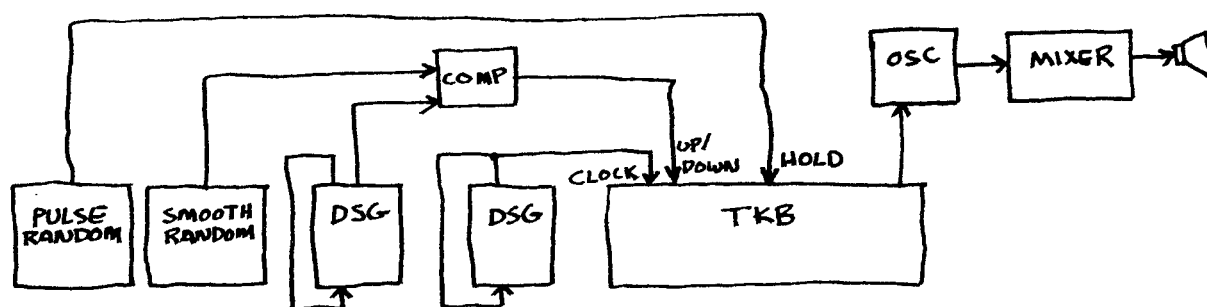 OSC
MIXER
COMP
UP/
DOWN
HOLD
CLOCK
PULSE
RANDOM
SMOOTH
RANDOM
DSG
DSG
TKB